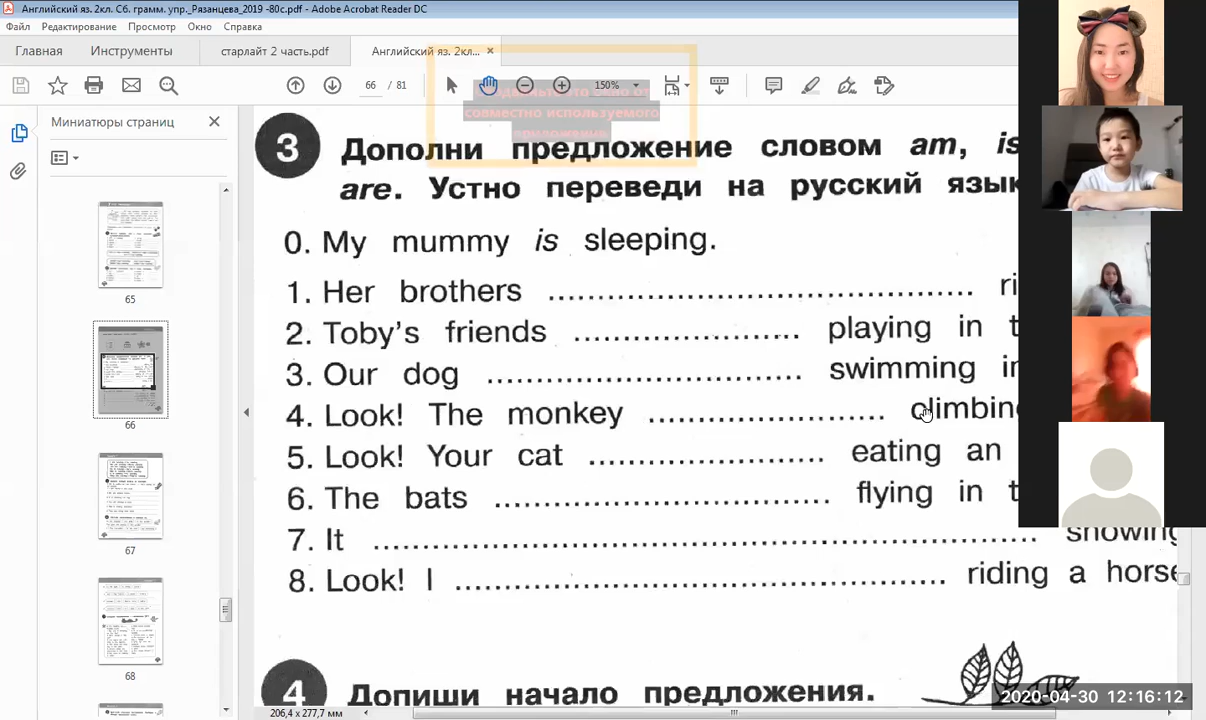 Английский яз. 2кл. Сб. грамм. упр._Рязанцева_2019 -80с.pdf - Adobe Acrobat Reader DC
Файл Редактирование Просмотр Окно Справка
Главная Инструменты старлайт 2 часть.pdf Английский яз. 2кл... ×
66 / 81 150%
Миниатюры страниц
65
66
67
68
совместно используемого
приложения
3 Дополни предложение словом am, is
are. Устно переведи на русский язык
0. My mummy is sleeping.
1. Her brothers ........................................ ri
2. Toby's friends ..................... playing in t
3. Our dog ............................. swimming in
4. Look! The monkey ..................... climbing
5. Look! Your cat ..................... eating an
6. The bats ............................... flying in t
7. It .............................................................. snowing
8. Look! I ............................................. riding a horse
4 Допиши начало предложения.
206,4 x 277,7 мм
2020-04-30 12:16:12